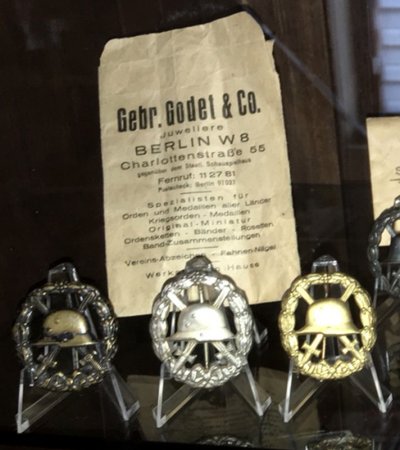 Gebr. Godet & Co.
Juweliere
BERLIN W 8
Charlottenstraße 55
gegenüber dem Staatl. Schauspielhaus
Fernruf: 11 27 81
Postscheck: Berlin
Spezialisten für
Orden und Medaillen aller Länder
Kriegsorden - Medaillen
Original - Miniatur
Ordensketten - Bänder - Rosetten
Band-Zusammenstellungen
Vereins-Abzeichen - Fahnen-Nägel
Hause